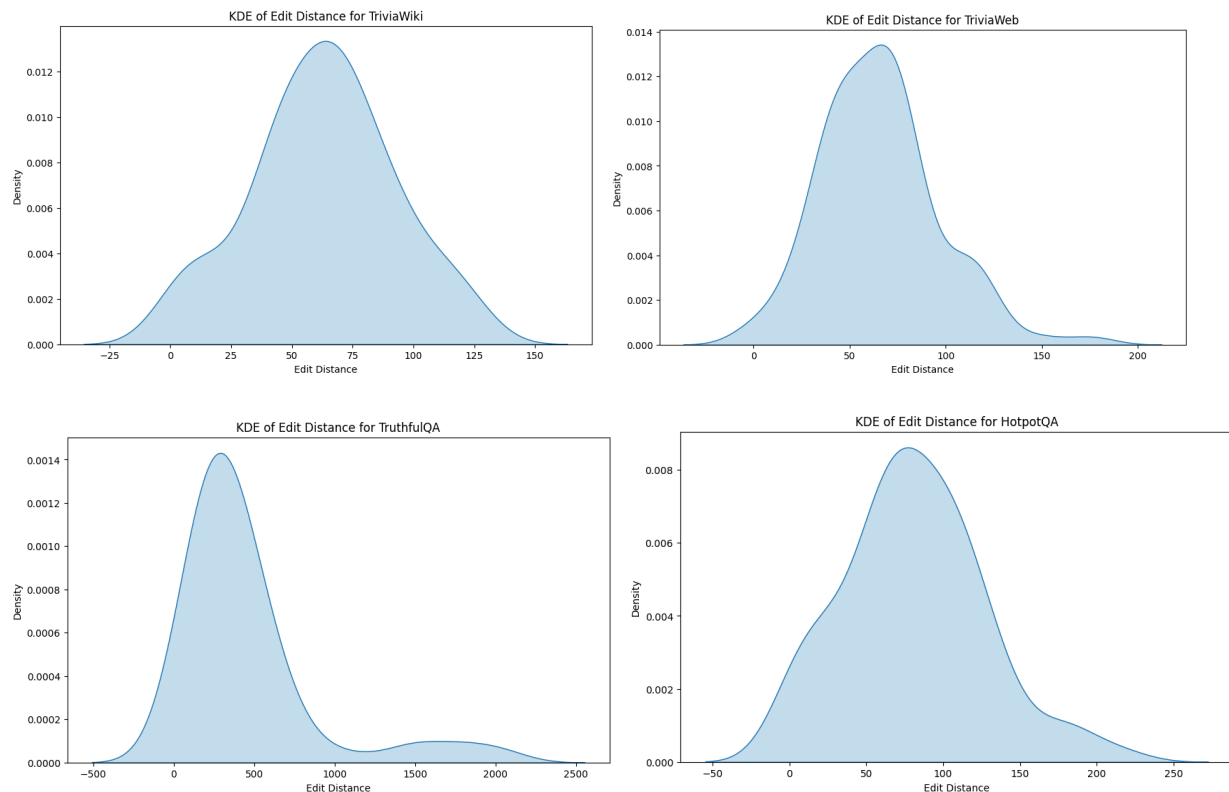 KDE of Edit Distance for TriviaWiki
Density
0.012
0.010
0.008
0.006
0.004
0.002
0.000
−25 0 25 50 75 100 125 150
Edit Distance
KDE of Edit Distance for TriviaWeb
Density
0.014
0.012
0.010
0.008
0.006
0.004
0.002
0.000
0 50 100 150 200
Edit Distance
KDE of Edit Distance for TruthfulQA
Density
0.0014
0.0012
0.0010
0.0008
0.0006
0.0004
0.0002
0.0000
−500 0 500 1000 1500 2000 2500
Edit Distance
KDE of Edit Distance for HotpotQA
Density
0.008
0.006
0.004
0.002
0.000
−50 0 50 100 150 200 250
Edit Distance